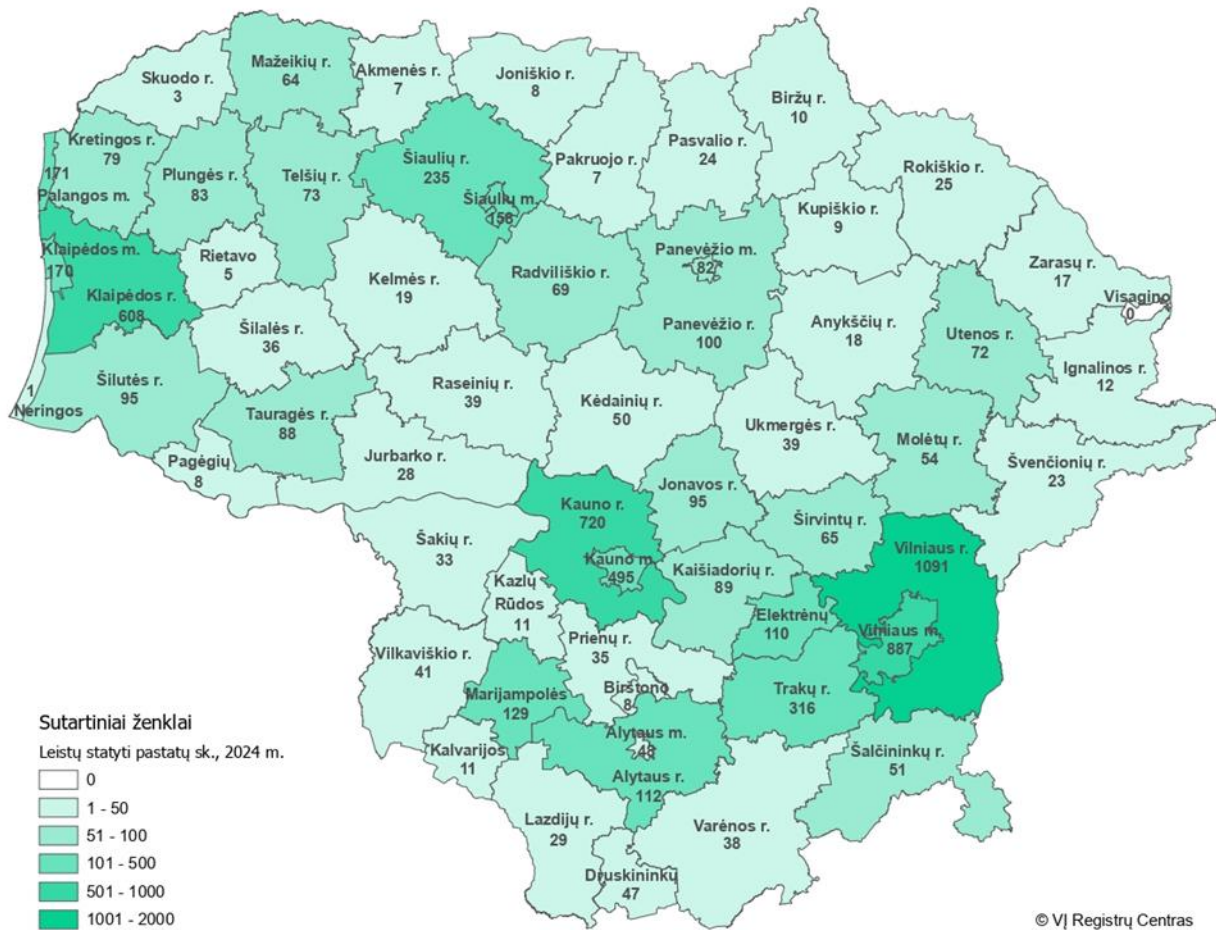 Skuodo r.
3
Mažeikių r.
64
Akmenės r.
7
Joniškio r.
8
Biržų r.
10
Kretingos r.
79
171
Palangos m.
Plungės r.
83
Telšių r.
73
Šiaulių r.
235
Šiaulių m.
158
Pakruojo r.
7
Pasvalio r.
24
Rokiškio r.
25
Kupiškio r.
9
Klaipėdos m.
170
Klaipėdos r.
608
Rietavo
5
Kelmės r.
19
Radviliškio r.
69
Panevėžio m.
82
Panevėžio r.
100
Zarasų r.
17
Visagino
0
Anykščių r.
18
Utenos r.
72
Ignalinos r.
12
Šilalės r.
36
1
Neringos
Šilutės r.
95
Tauragės r.
88
Raseinių r.
39
Kėdainių r.
50
Ukmergės r.
39
Molėtų r.
54
Švenčionių r.
23
Pagėgių
8
Jurbarko r.
28
Jonavos r.
95
Kauno r.
720
Kauno m.
495
Širvintų r.
65
Vilniaus r.
1091
Šakių r.
33
Kazlų
Rūdos
11
Kaišiadorių r.
89
Elektrėnų
110
Vilniaus m.
887
Prienų r.
35
Birštono
8
Vilkaviškio r.
41
Marijampolės
129
Trakų r.
316
Kalvarijos
11
Alytaus m.
48
Alytaus r.
112
Šalčininkų r.
51
Lazdijų r.
29
Varėnos r.
38
Druskininkų
47
Sutartiniai ženklai
Leistų statyti pastatų sk., 2024 m.
0
1 - 50
51 - 100
101 - 500
501 - 1000
1001 - 2000
© VĮ Registrų Centras